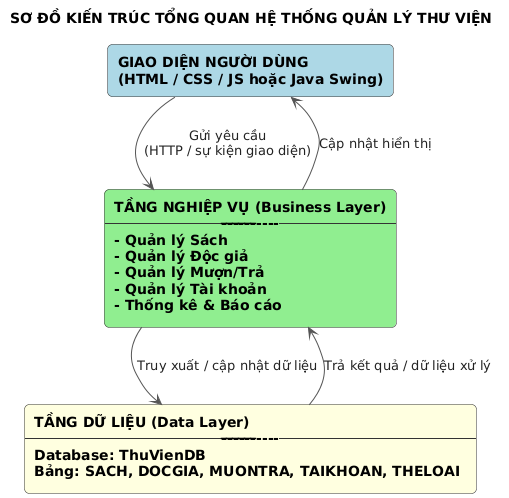 SƠ ĐỒ KIẾN TRÚC TỔNG QUAN HỆ THỐNG QUẢN LÝ THƯ VIỆN
GIAO DIỆN NGƯỜI DÙNG
(HTML / CSS / JS hoặc Java Swing)
Gửi yêu cầu
(HTTP / sự kiện giao diện)
Cập nhật hiển thị
TẦNG NGHIỆP VỤ (Business Layer)
----------
- Quản lý Sách
- Quản lý Độc giả
- Quản lý Mượn/Trả
- Quản lý Tài khoản
- Thống kê & Báo cáo
Truy xuất / cập nhật dữ liệu
Trả kết quả / dữ liệu xử lý
TẦNG DỮ LIỆU (Data Layer)
----------
Database: ThuVienDB
Bảng: SACH, DOCGIA, MUONTRA, TAIKHOAN, THELOAI